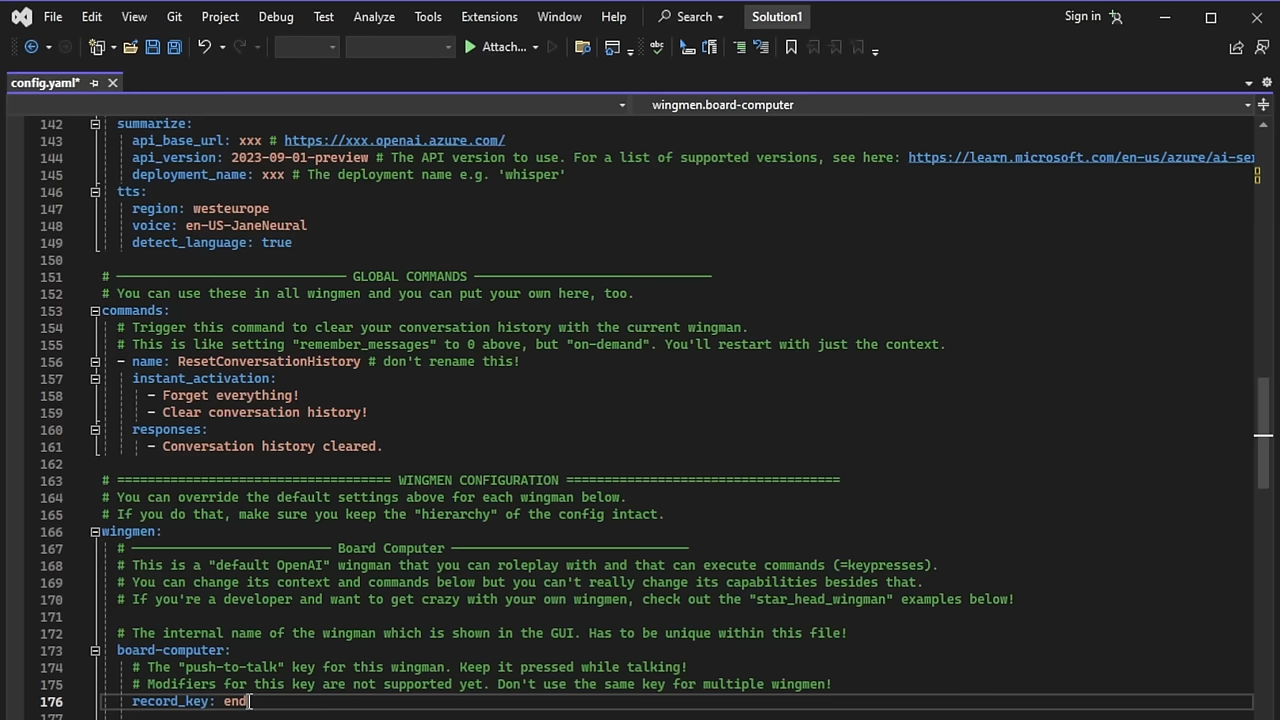 File Edit View Git Project Debug Test Analyze Tools Extensions Window Help Search Solution1 Sign in
Attach...
config.yaml*
wingmen.board-computer
142 summarize:
143 api_base_url: xxx # https://xxx.openai.azure.com/
144 api_version: 2023-09-01-preview # The API version to use. For a list of supported versions, see here: https://learn.microsoft.com/en-us/azure/ai-ser
145 deployment_name: xxx # The deployment name e.g. 'whisper'
146 tts:
147 region: westeurope
148 voice: en-US-JaneNeural
149 detect_language: true
150
151 # ────────── GLOBAL COMMANDS ──────────
152 # You can use these in all wingmen and you can put your own here, too.
153 commands:
154 # Trigger this command to clear your conversation history with the current wingman.
155 # This is like setting "remember_messages" to 0 above, but "on-demand". You'll restart with just the context.
156 - name: ResetConversationHistory # don't rename this!
157 instant_activation:
158 - Forget everything!
159 - Clear conversation history!
160 responses:
161 - Conversation history cleared.
162
163 # ==================================== WINGMEN CONFIGURATION ====================================
164 # You can override the default settings above for each wingman below.
165 # If you do that, make sure you keep the "hierarchy" of the config intact.
166 wingmen:
167 # ────────── Board Computer ──────────
168 # This is a "default OpenAI" wingman that you can roleplay with and that can execute commands (=keypresses).
169 # You can change its context and commands below but you can't really change its capabilities besides that.
170 # If you're a developer and want to get crazy with your own wingmen, check out the "star_head_wingman" examples below!
171
172 # The internal name of the wingman which is shown in the GUI. Has to be unique within this file!
173 board-computer:
174 # The "push-to-talk" key for this wingman. Keep it pressed while talking!
175 # Modifiers for this key are not supported yet. Don't use the same key for multiple wingmen!
176 record_key: end
177